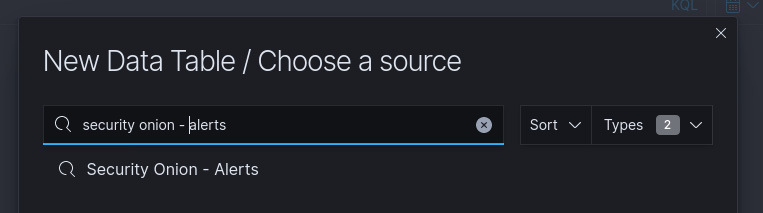 KQL
New Data Table / Choose a source
security onion - alerts
Sort
Types 2
Security Onion - Alerts